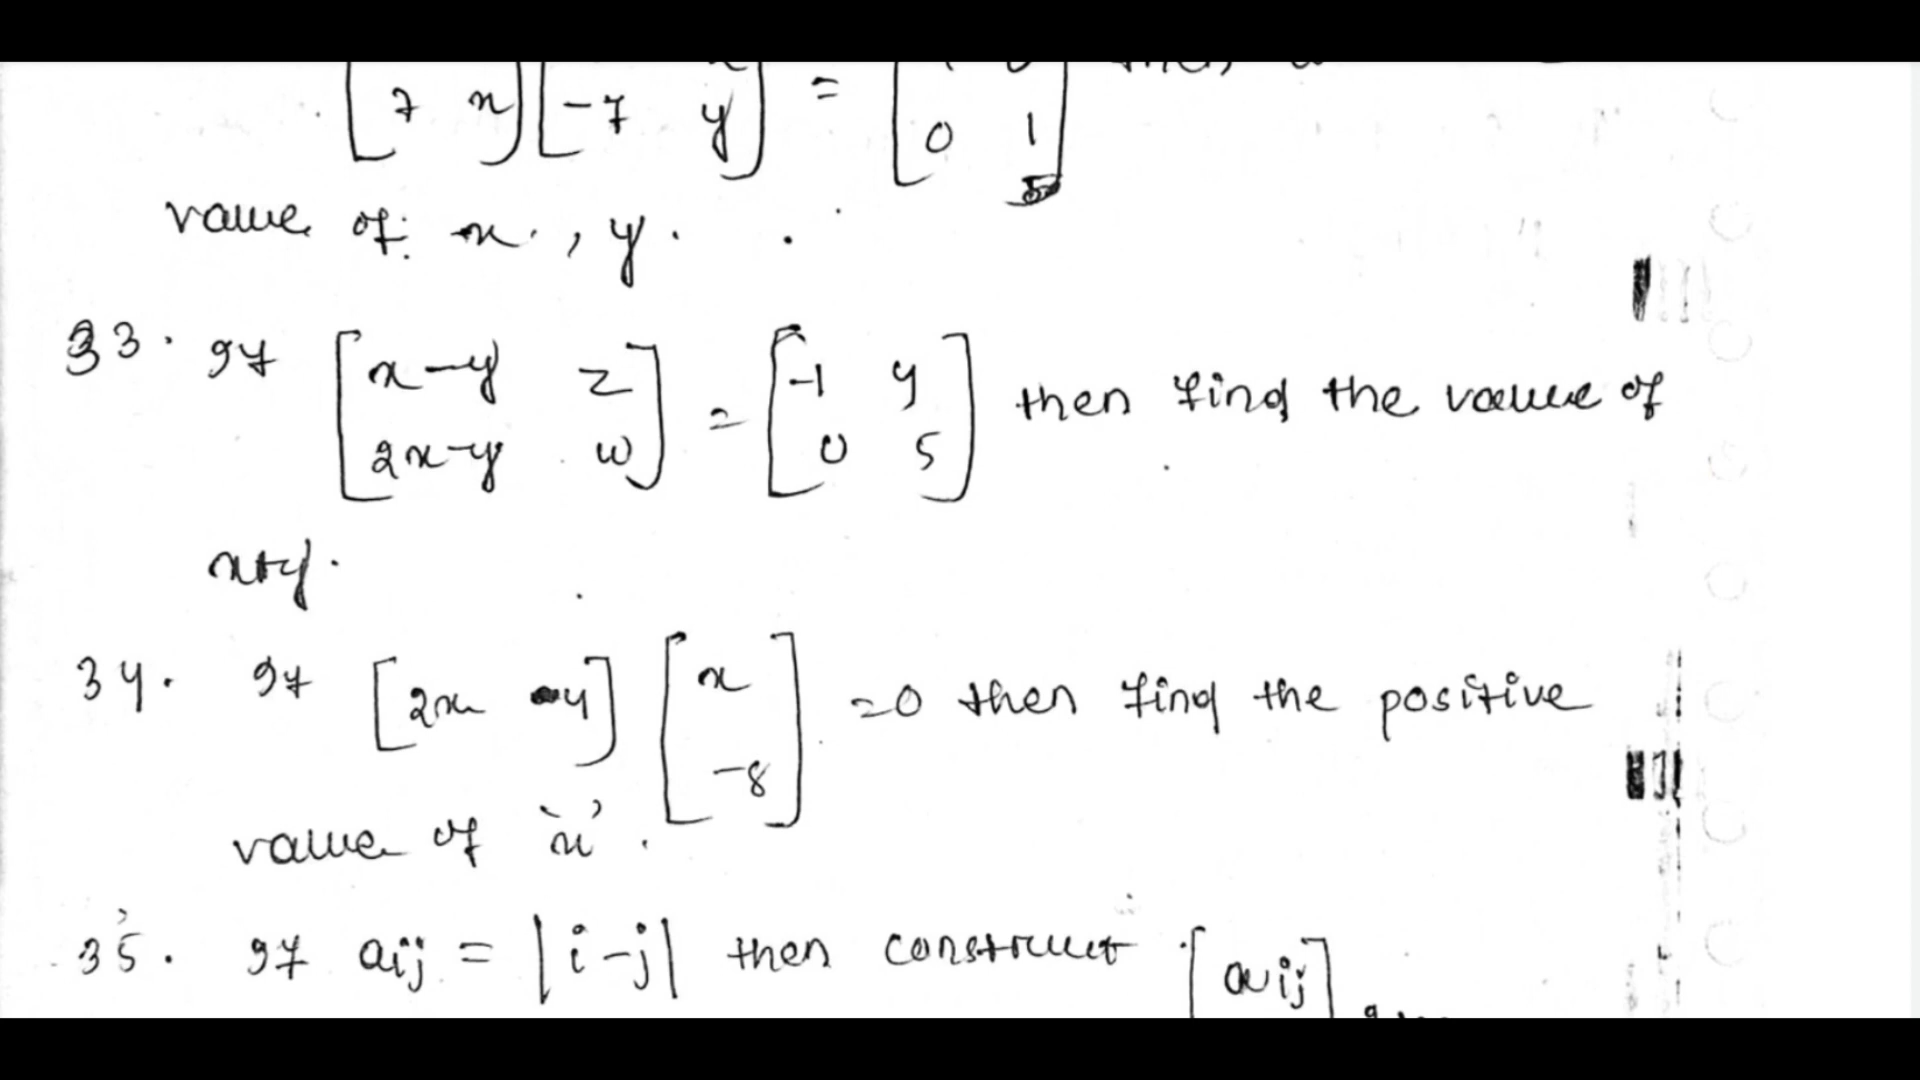 [7 x] [-7 y] = [0 1]
value of x, y.
33. If [x-y z 2x-y w] = [-1 4 0 5] then find the value of
x+y.
34. If [2x 4] [x -8] =0 then find the positive
value of 'x'.
35. If aij = |i-j| then construct [aij]